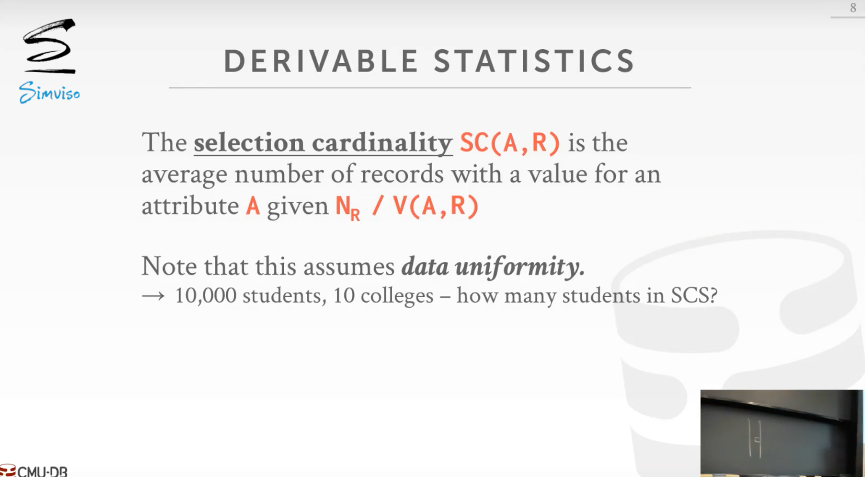 8
Simviso
DERIVABLE STATISTICS
The selection cardinality SC(A,R) is the
average number of records with a value for an
attribute A given NR / V(A,R)
Note that this assumes data uniformity.
→ 10,000 students, 10 colleges – how many students in SCS?
CMU·DB